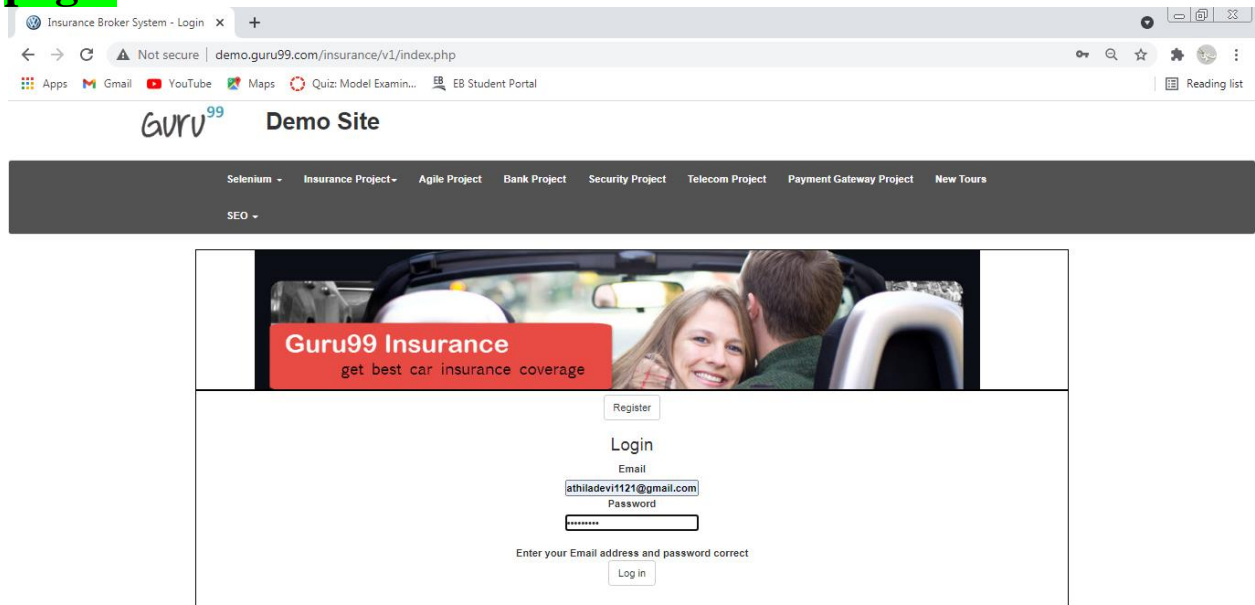 Insurance Broker System - Login
Not secure | demo.guru99.com/insurance/v1/index.php
Apps Gmail YouTube Maps Quiz: Model Examin... EB EB Student Portal Reading list
Guru99 Demo Site
Selenium Insurance Project Agile Project Bank Project Security Project Telecom Project Payment Gateway Project New Tours
SEO
Guru99 Insurance
get best car insurance coverage
Register
Login
Email
athiladevi1121@gmail.com
Password
Enter your Email address and password correct
Log in